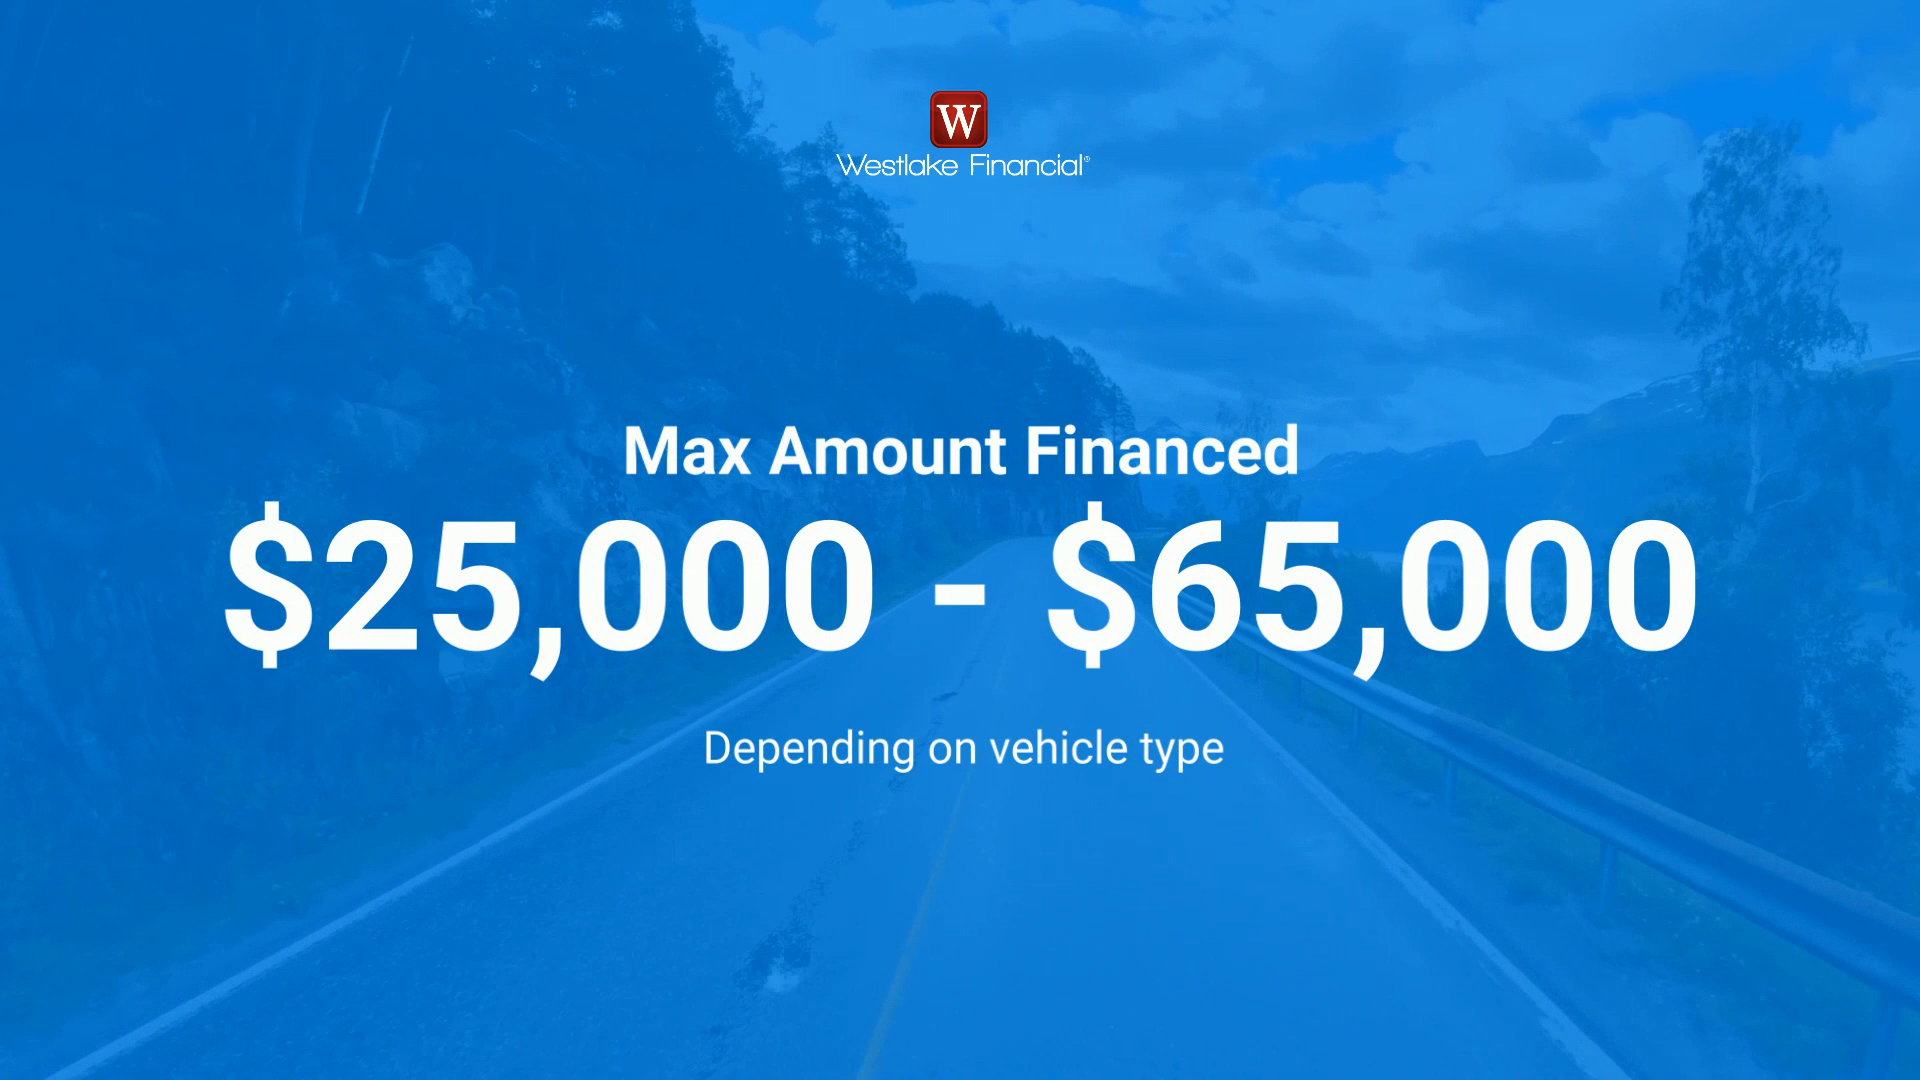 W
Westlake Financial®
Max Amount Financed
$25,000 - $65,000
Depending on vehicle type